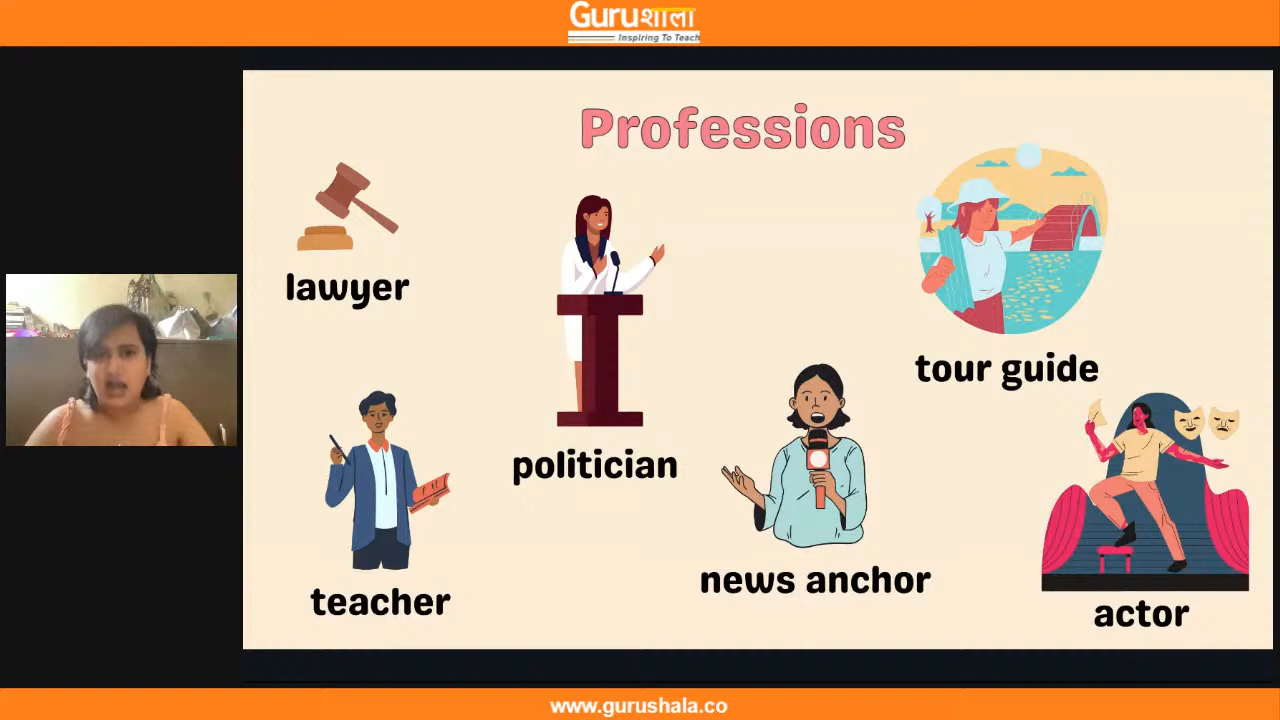 Guruशाला
Inspiring To Teach
Professions
lawyer
politician
tour guide
teacher
news anchor
actor
www.gurushala.co